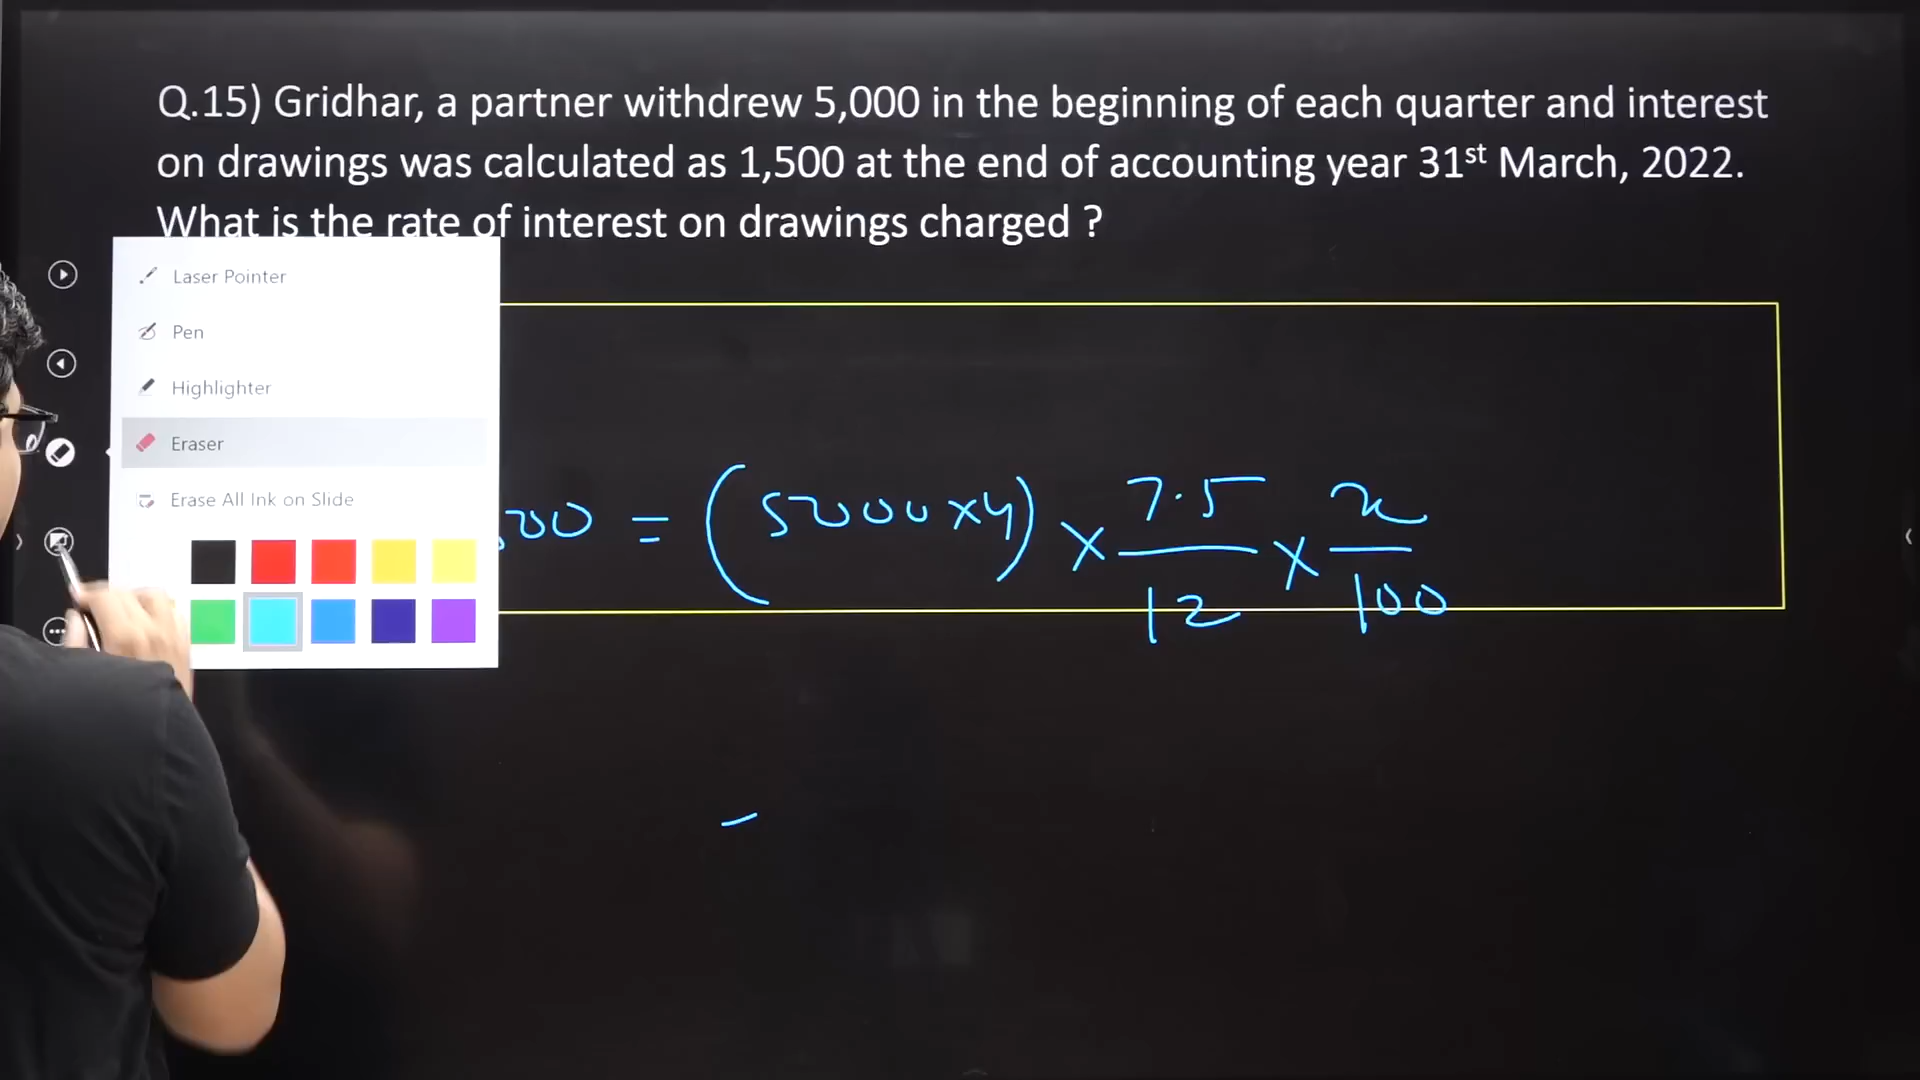 Q.15) Gridhar, a partner withdrew 5,000 in the beginning of each quarter and interest
on drawings was calculated as 1,500 at the end of accounting year 31st March, 2022.
What is the rate of interest on drawings charged ?
Laser Pointer
Pen
Highlighter
Eraser
Erase All Ink on Slide
00 = (5000x4) × 7.5/12 × x/100